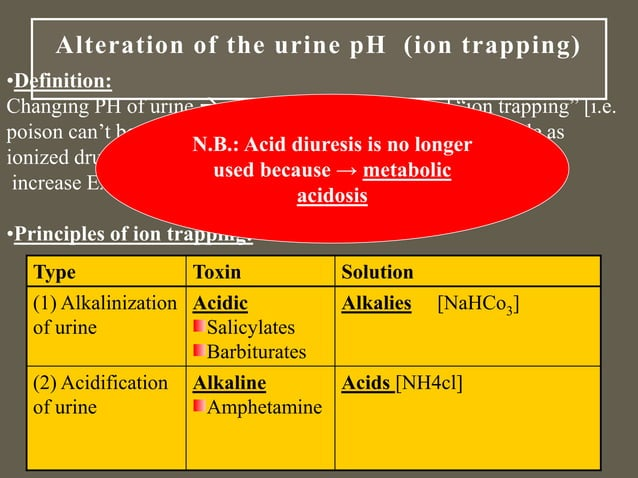 Alteration of the urine pH (ion trapping)
•Definition:
Changing PH of urine “ion trapping” [i.e.
poison can’t as
ionized
increase
N.B.: Acid diuresis is no longer
used because → metabolic
acidosis
•Principles of ion trapping:
Type Toxin Solution
(1) Alkalinization of urine Acidic Alkalies [NaHCo3]
Salicylates
Barbiturates
(2) Acidification of urine Alkaline Acids [NH4cl]
Amphetamine